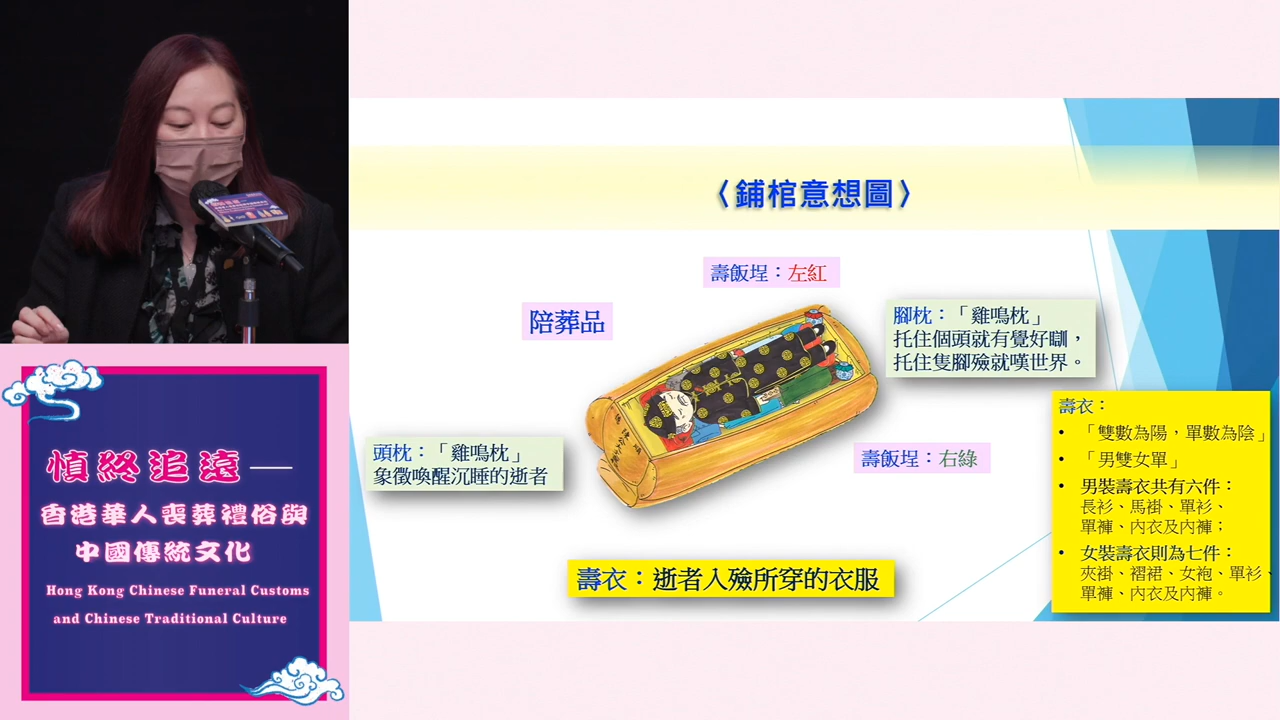 〈鋪棺意想圖〉
壽飯埕：左紅
陪葬品
腳枕：「雞鳴枕」
托住個頭就有覺好瞓，
托住隻腳殮就嘆世界。
頭枕：「雞鳴枕」
象徵喚醒沉睡的逝者
壽飯埕：右綠
壽衣：
• 「雙數為陽，單數為陰」
• 「男雙女單」
• 男裝壽衣共有六件：
長衫、馬褂、單衫、
單褲、內衣及內褲；
• 女裝壽衣則為七件：
夾褂、褶裙、女袍、單衫、
單褲、內衣及內褲。
壽衣：逝者入殮所穿的衣服
慎終追遠—
香港華人喪葬禮俗與
中國傳統文化
Hong Kong Chinese Funeral Customs
and Chinese Traditional Culture